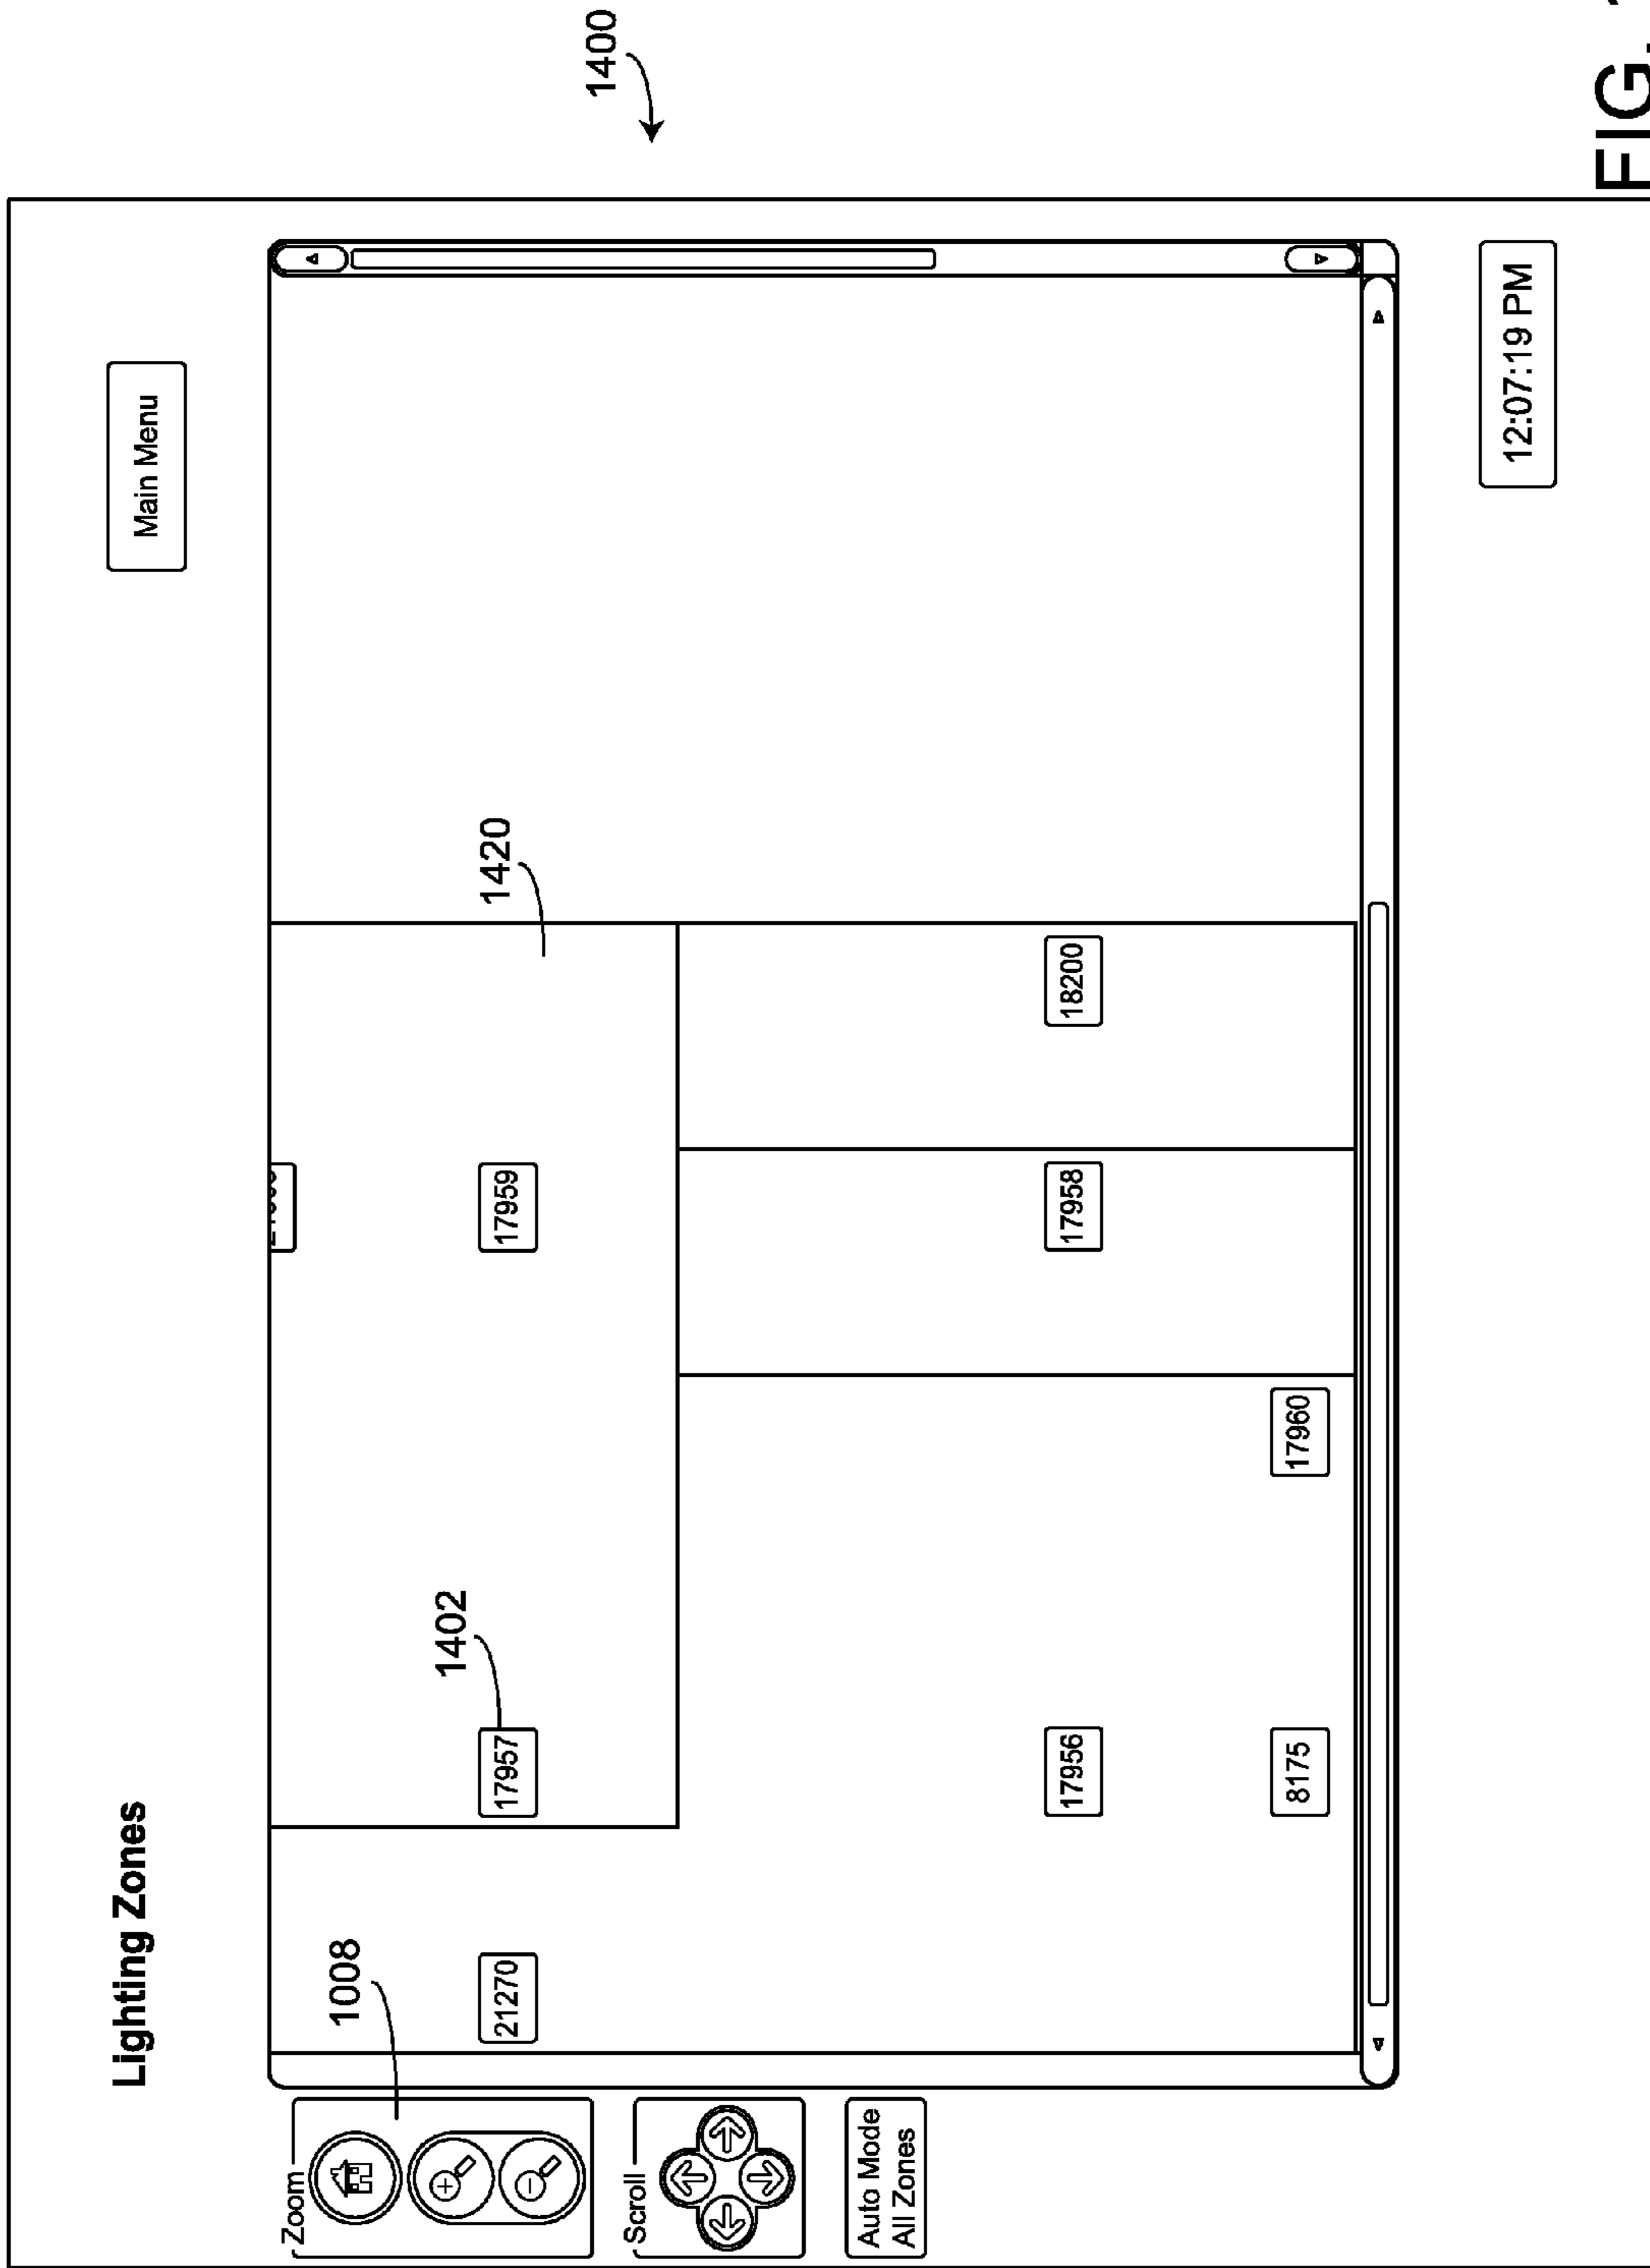 Lighting Zones
Main Menu
Zoom
1008
Scroll
Auto Mode
All Zones
1402
1420
21270
17957
17959
17956
17958
18200
8175
17960
12:07:19 PM
1400
FIG.